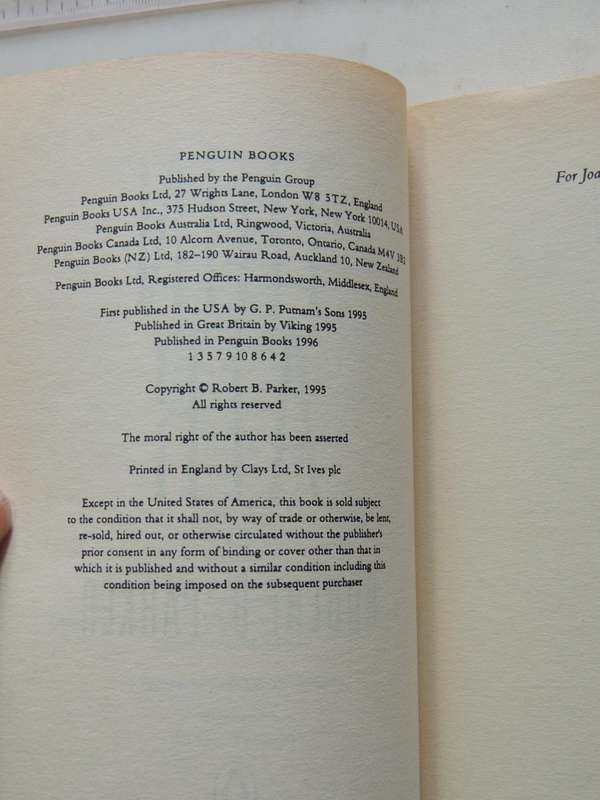 PENGUIN BOOKS
Published by the Penguin Group
Penguin Books Ltd, 27 Wrights Lane, London W8 5TZ, England
Penguin Books USA Inc., 375 Hudson Street, New York, New York 10014, USA
Penguin Books Australia Ltd, Ringwood, Victoria, Australia
Penguin Books Canada Ltd, 10 Alcorn Avenue, Toronto, Ontario, Canada M4V 3B2
Penguin Books (NZ) Ltd, 182–190 Wairau Road, Auckland 10, New Zealand
Penguin Books Ltd, Registered Offices: Harmondsworth, Middlesex, England
First published in the USA by G. P. Putnam's Sons 1995
Published in Great Britain by Viking 1995
Published in Penguin Books 1996
1 3 5 7 9 10 8 6 4 2
Copyright © Robert B. Parker, 1995
All rights reserved
The moral right of the author has been asserted
Printed in England by Clays Ltd, St Ives plc
Except in the United States of America, this book is sold subject
to the condition that it shall not, by way of trade or otherwise, be lent,
re-sold, hired out, or otherwise circulated without the publisher's
prior consent in any form of binding or cover other than that in
which it is published and without a similar condition including this
condition being imposed on the subsequent purchaser
For Joa